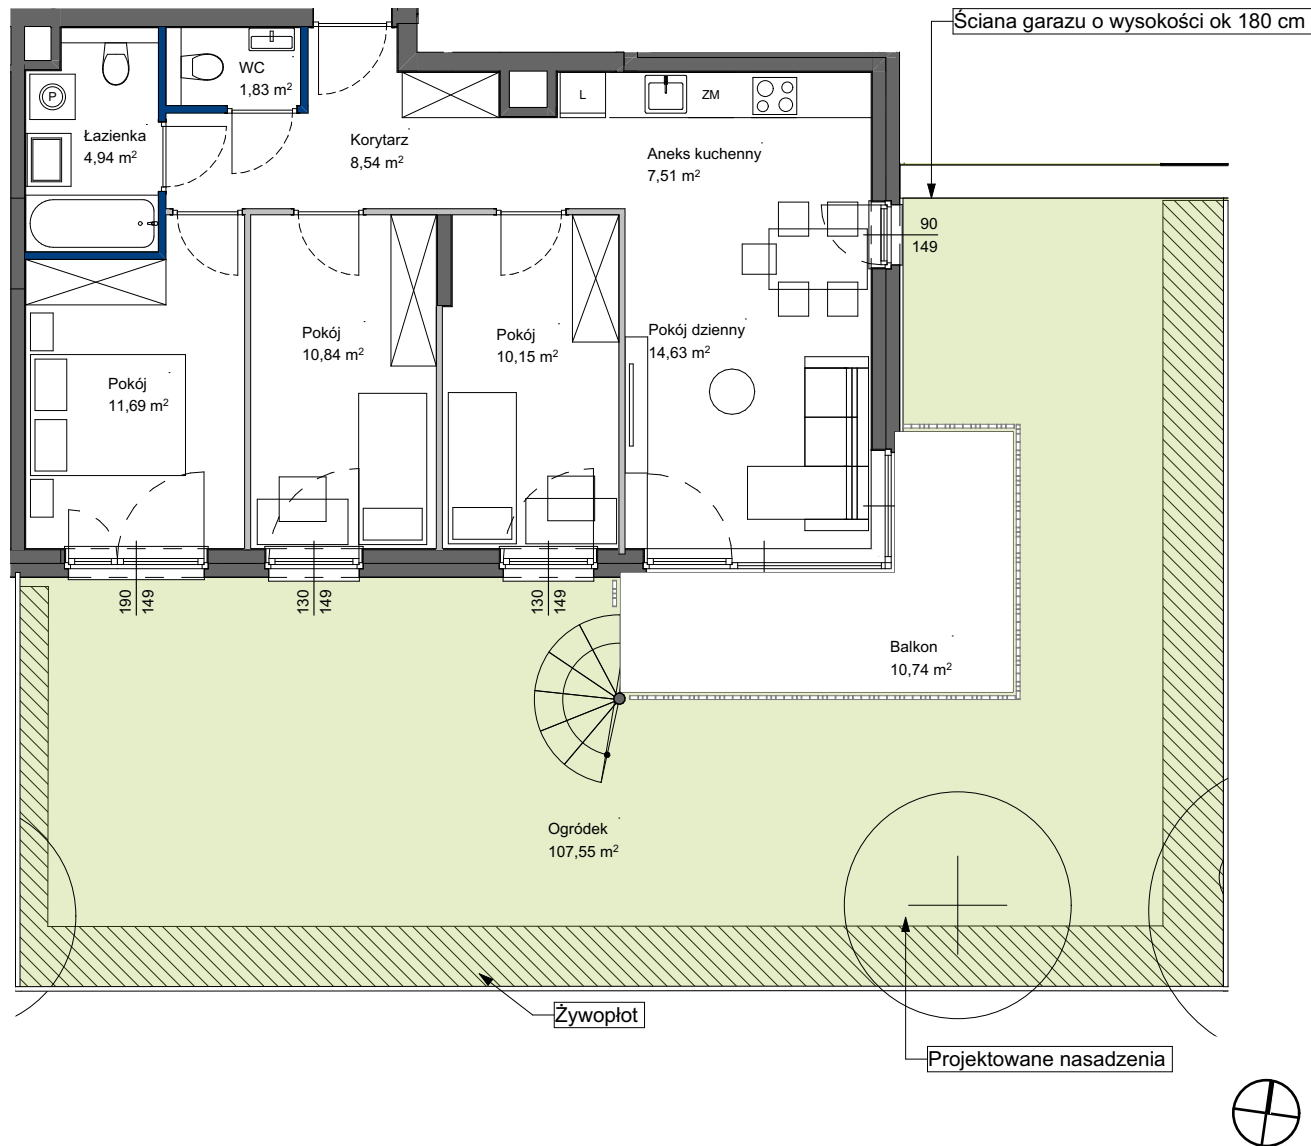 Ściana garazu o wysokości ok 180 cm
WC
1,83 m²
P
Łazienka
4,94 m²
Korytarz
8,54 m²
L
ZM
Aneks kuchenny
7,51 m²
90
149
Pokój
11,69 m²
Pokój
10,84 m²
Pokój
10,15 m²
Pokój dzienny
14,63 m²
190
149
130
149
130
149
Balkon
10,74 m²
Ogródek
107,55 m²
Żywopłot
Projektowane nasadzenia